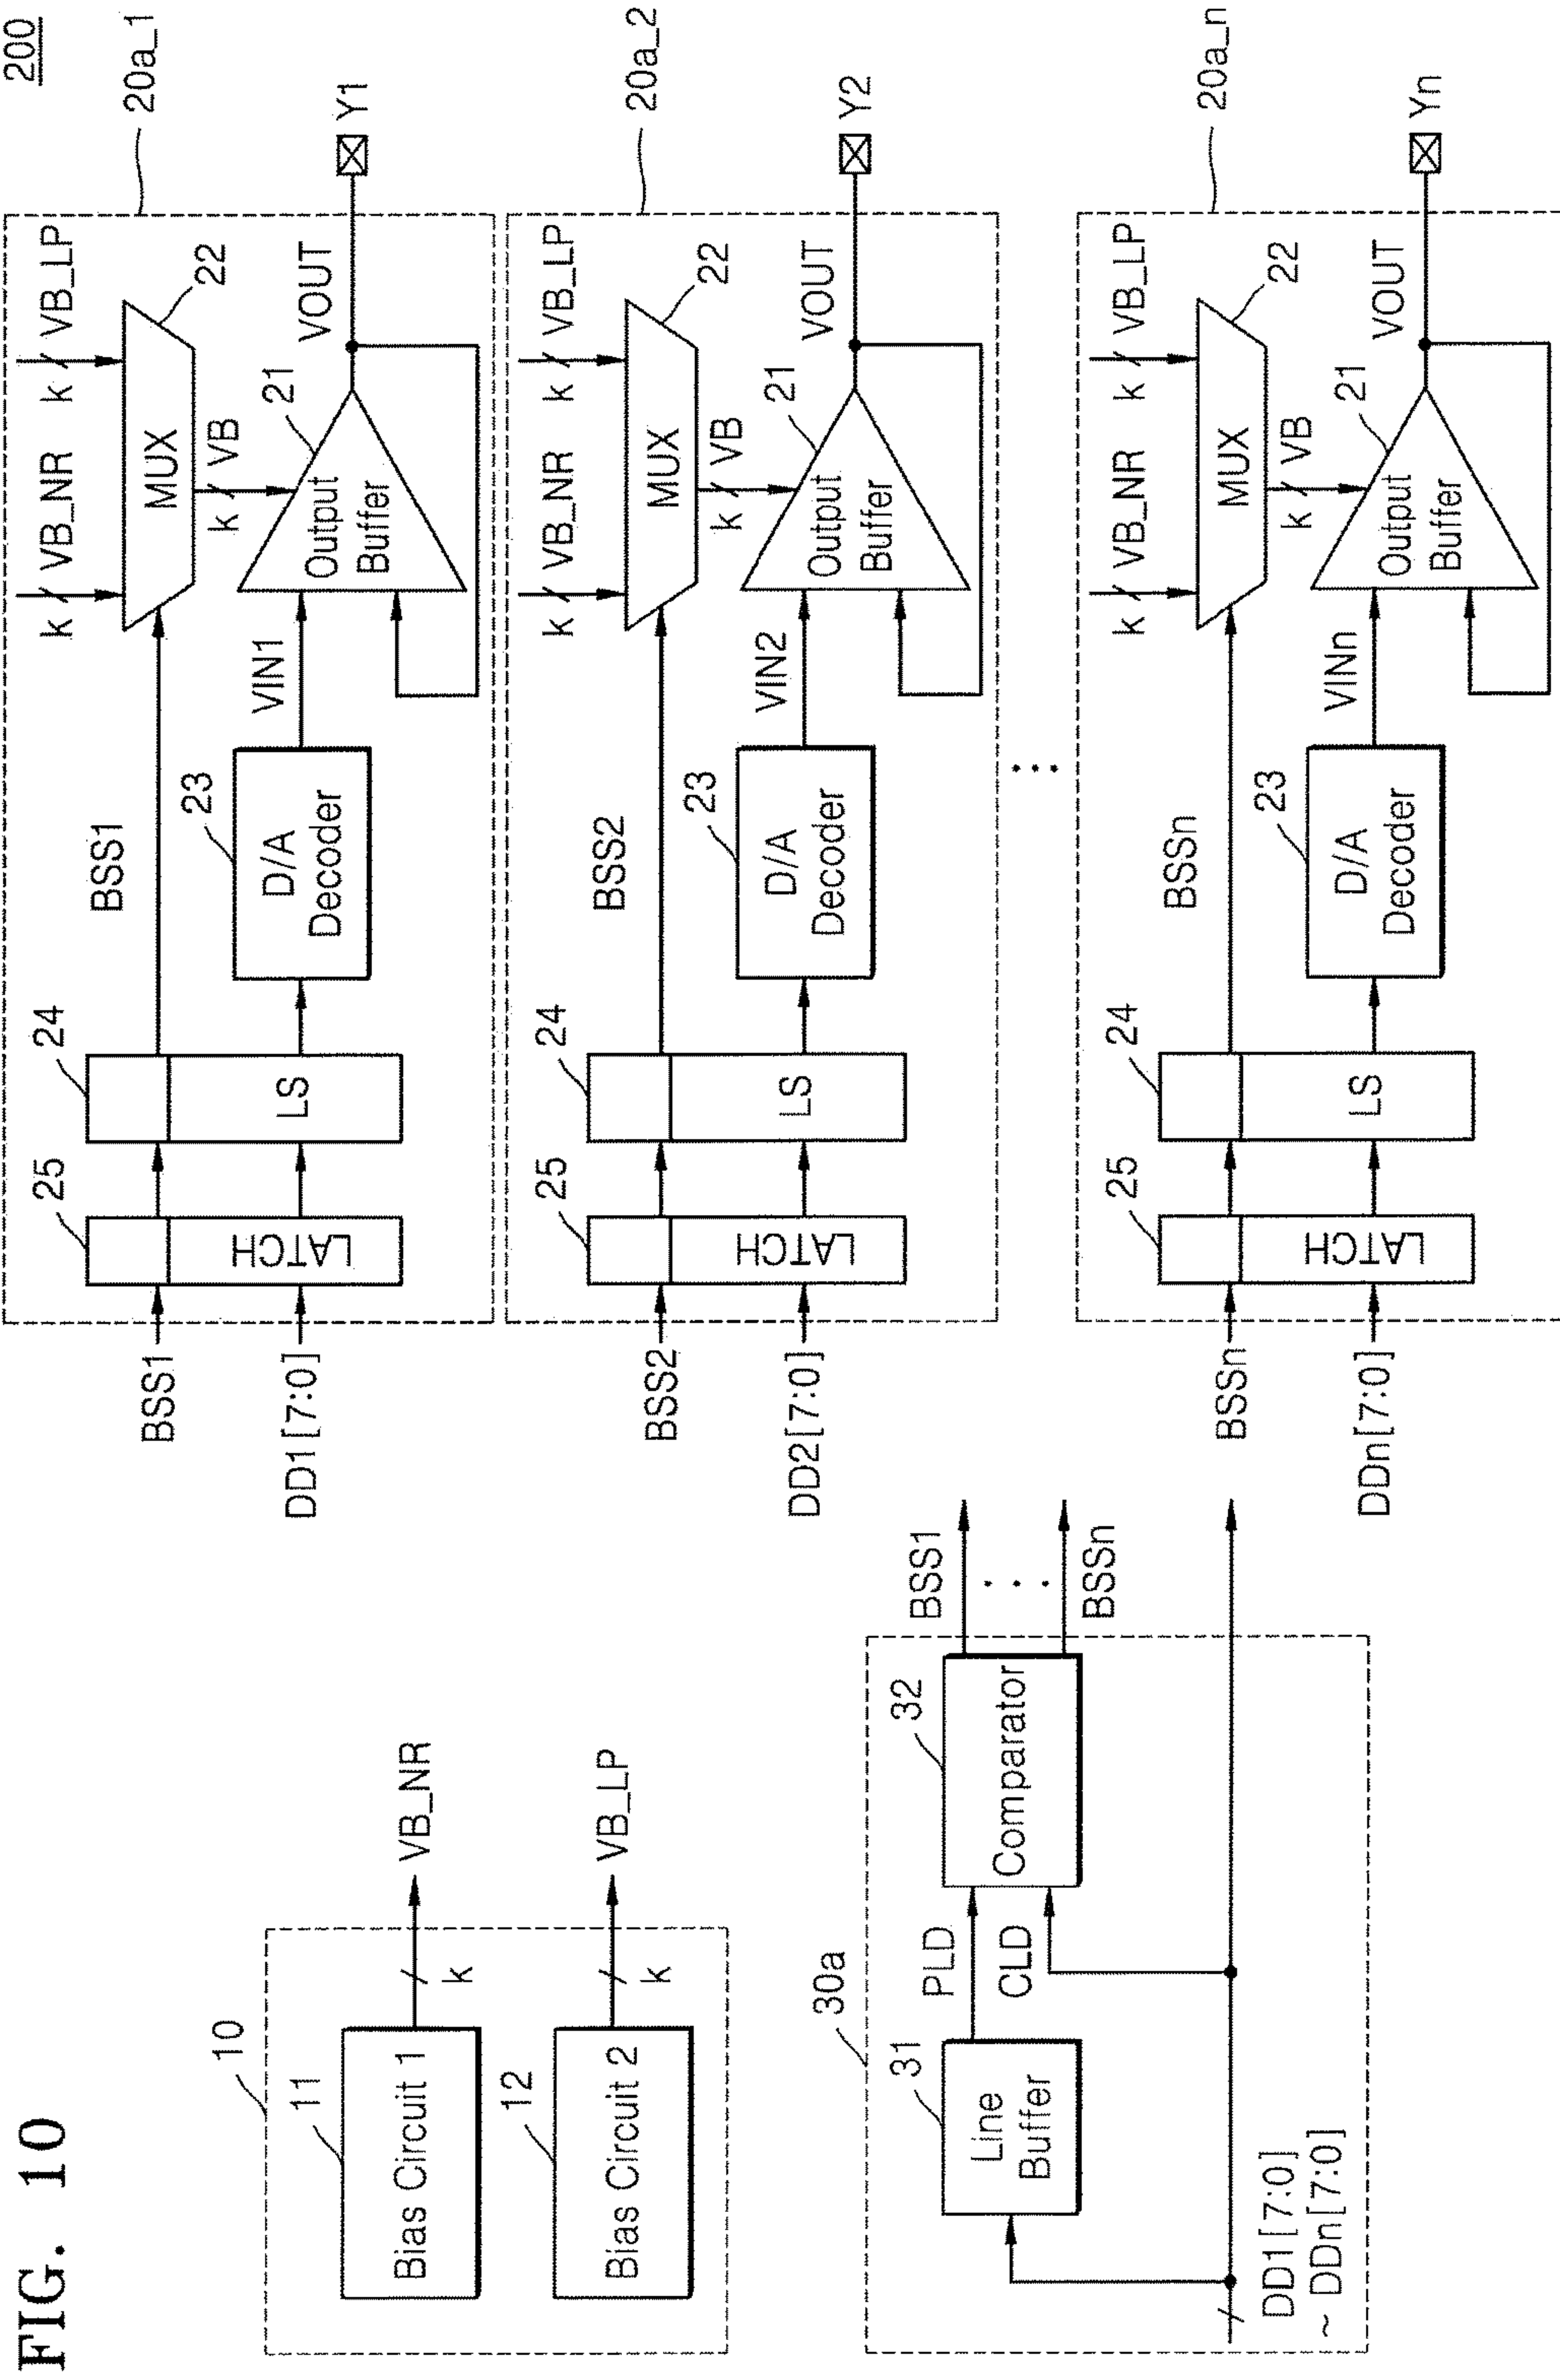 FIG. 10
200
10
11
Bias Circuit 1
k
VB_NR
12
Bias Circuit 2
k
VB_LP
30a
31
Line
Buffer
PLD
CLD
32
Comparator
BSS1
...
BSSn
DD1[7:0]
~ DDn[7:0]
20a_1
BSS1
DD1[7:0]
25
LATCH
24
LS
BSS1
23
D/A
Decoder
VIN1
k
VB_NR
k
VB_LP
MUX
22
k
VB
21
Output
Buffer
VOUT
Y1
20a_2
BSS2
DD2[7:0]
25
LATCH
24
LS
BSS2
23
D/A
Decoder
VIN2
k
VB_NR
k
VB_LP
MUX
22
k
VB
21
Output
Buffer
VOUT
Y2
...
20a_n
BSSn
DDn[7:0]
25
LATCH
24
LS
BSSn
23
D/A
Decoder
VINn
k
VB_NR
k
VB_LP
MUX
22
k
VB
21
Output
Buffer
VOUT
Yn